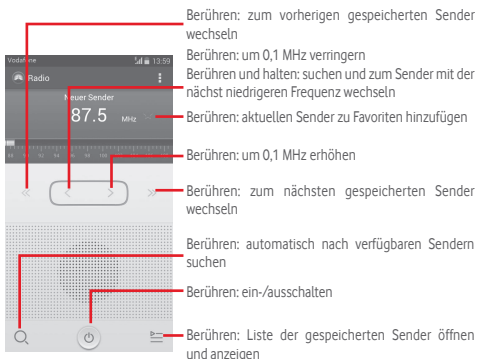 Berühren: zum vorherigen gespeicherten Sender
wechseln
Berühren: um 0,1 MHz verringern
Berühren und halten: suchen und zum Sender mit der
nächst niedrigeren Frequenz wechseln
Berühren: aktuellen Sender zu Favoriten hinzufügen
Berühren: um 0,1 MHz erhöhen
Berühren: zum nächsten gespeicherten Sender
wechseln
Berühren: automatisch nach verfügbaren Sendern
suchen
Berühren: ein-/ausschalten
Berühren: Liste der gespeicherten Sender öffnen
und anzeigen
Vodafone 13:59
Radio
Neuer Sender
87.5 MHz